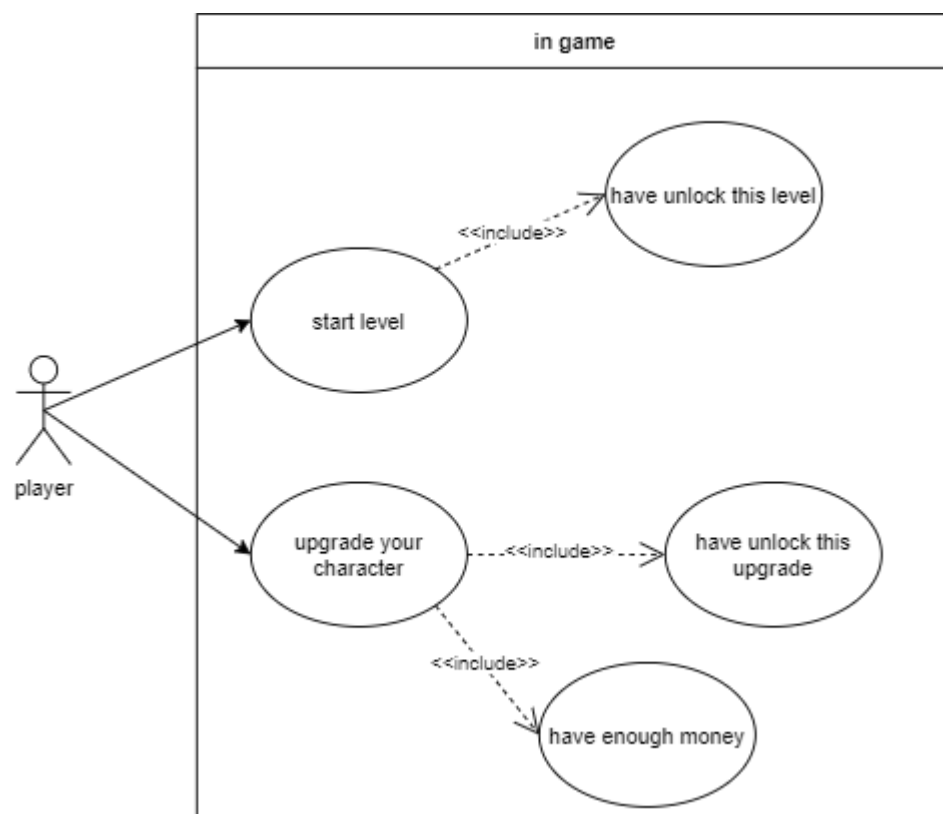 in game
have unlock this level
<<include>>
start level
player
upgrade your
character
<<include>>
have unlock this
upgrade
<<include>>
have enough money